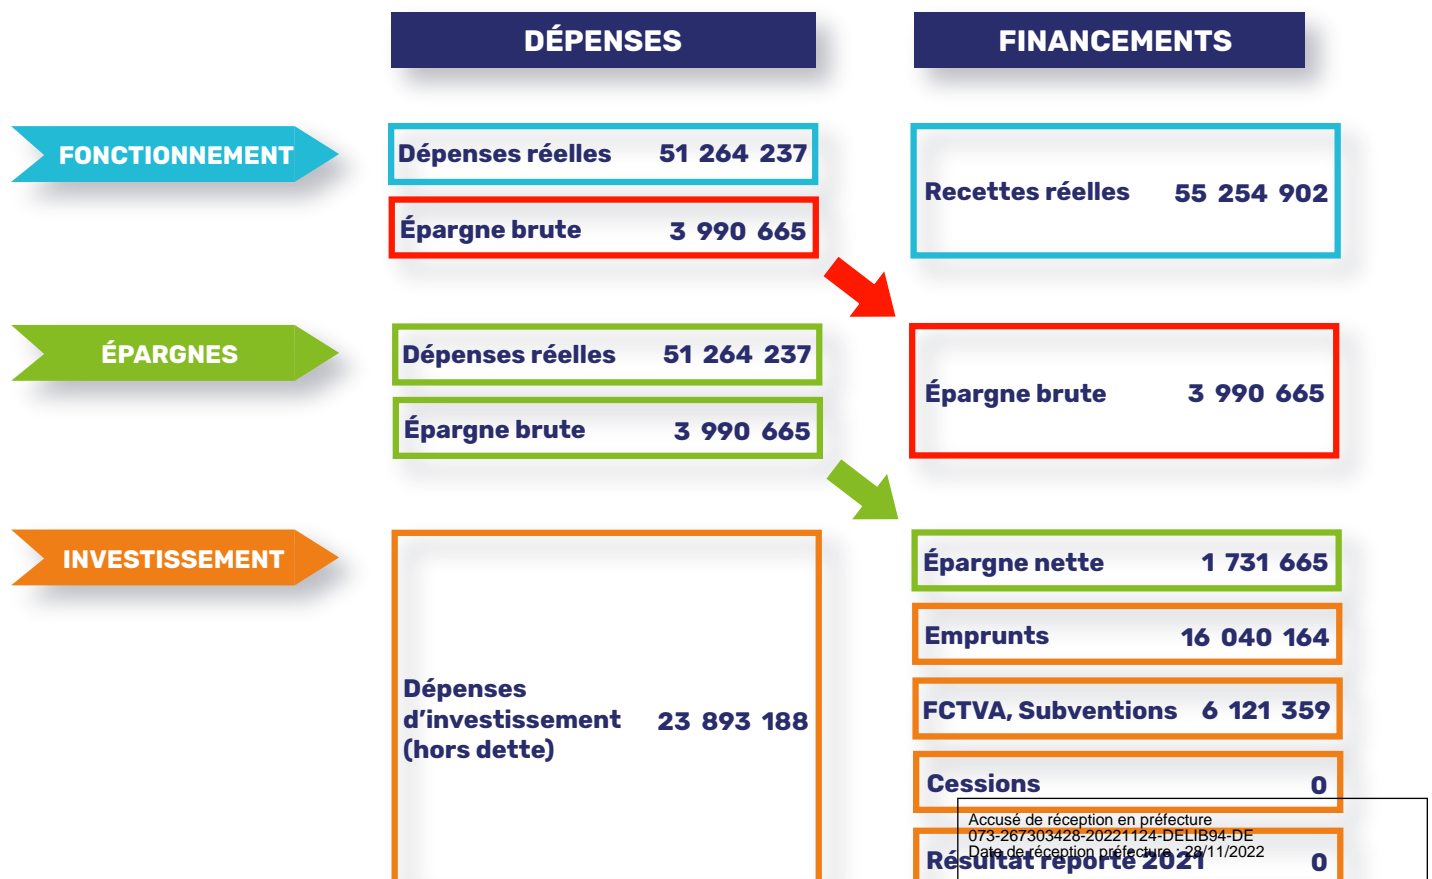 DÉPENSES
FINANCEMENTS
FONCTIONNEMENT
Dépenses réelles 51 264 237
Épargne brute 3 990 665
Recettes réelles 55 254 902
ÉPARGNES
Dépenses réelles 51 264 237
Épargne brute 3 990 665
Épargne brute 3 990 665
INVESTISSEMENT
Dépenses
d’investissement 23 893 188
(hors dette)
Épargne nette 1 731 665
Emprunts 16 040 164
FCTVA, Subventions 6 121 359
Cessions 0
Résultat reporté 2021 0
Accusé de réception en préfecture
073-267303428-20221124-DELIB94-DE
Date de réception préfecture : 28/11/2022